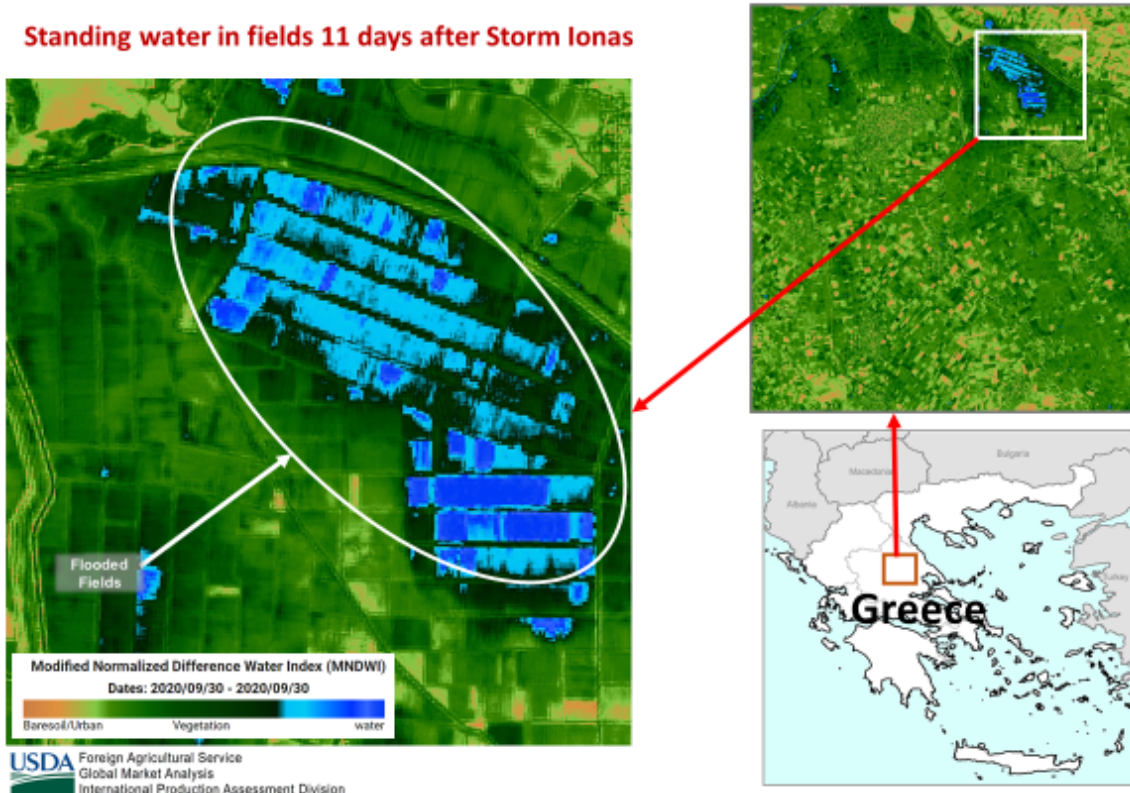 Standing water in fields 11 days after Storm Ionas
Flooded
Fields
Modified Normalized Difference Water Index (MNDWI)
Dates: 2020/09/30 - 2020/09/30
Baresoil/Urban Vegetation water
USDA
Foreign Agricultural Service
Global Market Analysis
International Production Assessment Division
Bulgaria
Macedonia
Albania
Turkey
Greece